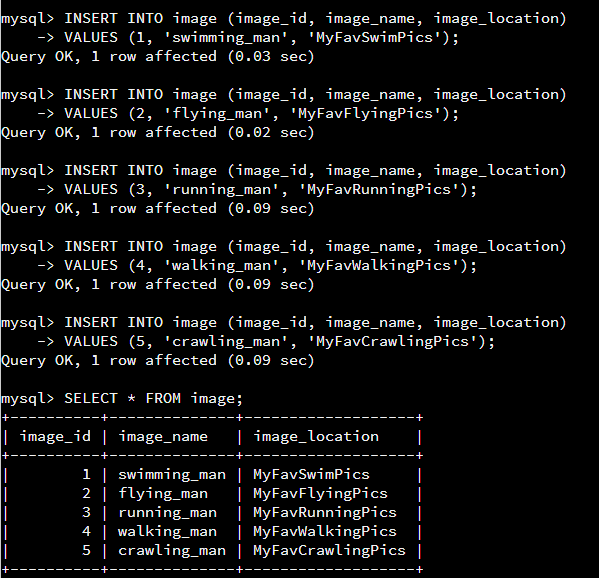 mysql> INSERT INTO image (image_id, image_name, image_location)
    -> VALUES (1, 'swimming_man', 'MyFavSwimPics');
Query OK, 1 row affected (0.03 sec)

mysql> INSERT INTO image (image_id, image_name, image_location)
    -> VALUES (2, 'flying_man', 'MyFavFlyingPics');
Query OK, 1 row affected (0.02 sec)

mysql> INSERT INTO image (image_id, image_name, image_location)
    -> VALUES (3, 'running_man', 'MyFavRunningPics');
Query OK, 1 row affected (0.09 sec)

mysql> INSERT INTO image (image_id, image_name, image_location)
    -> VALUES (4, 'walking_man', 'MyFavWalkingPics');
Query OK, 1 row affected (0.09 sec)

mysql> INSERT INTO image (image_id, image_name, image_location)
    -> VALUES (5, 'crawling_man', 'MyFavCrawlingPics');
Query OK, 1 row affected (0.09 sec)

mysql> SELECT * FROM image;
+----------+--------------+-------------------+
| image_id | image_name   | image_location    |
+----------+--------------+-------------------+
|        1 | swimming_man | MyFavSwimPics     |
|        2 | flying_man   | MyFavFlyingPics   |
|        3 | running_man  | MyFavRunningPics  |
|        4 | walking_man  | MyFavWalkingPics  |
|        5 | crawling_man | MyFavCrawlingPics |
+----------+--------------+-------------------+